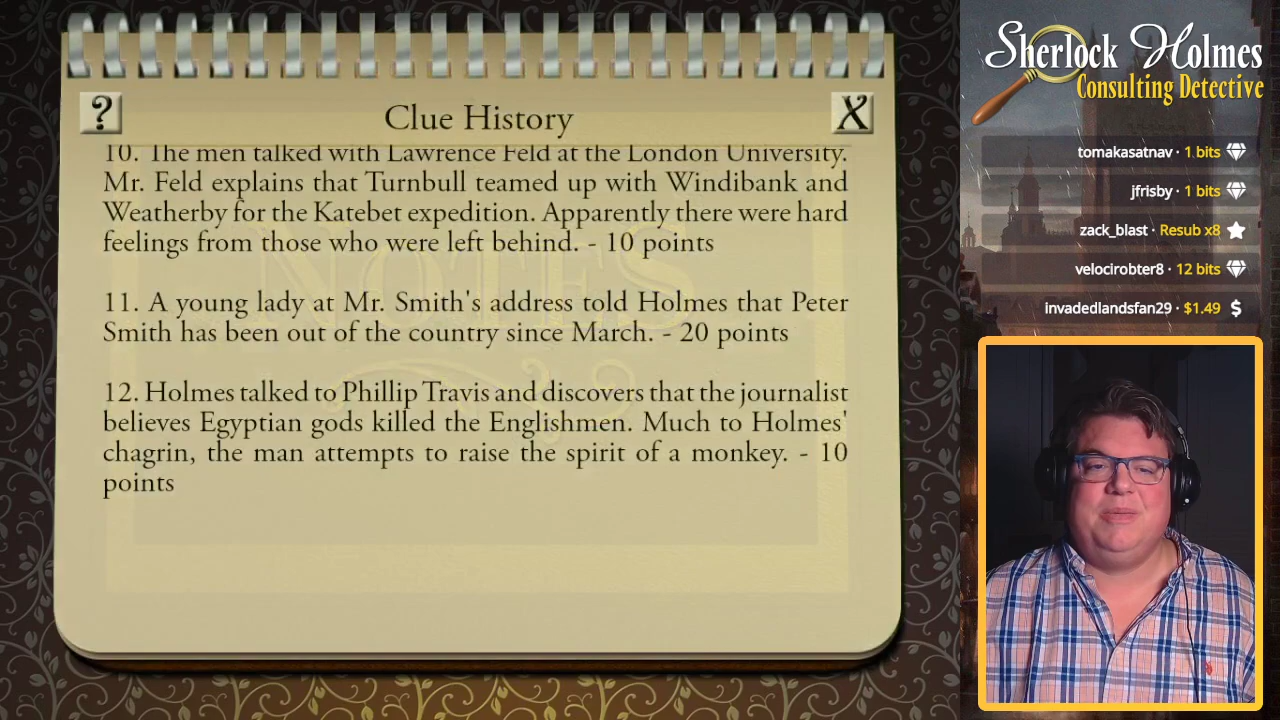 ?
Clue History
X
10. The men talked with Lawrence Feld at the London University.
Mr. Feld explains that Turnbull teamed up with Windibank and
Weatherby for the Katebet expedition. Apparently there were hard
feelings from those who were left behind. - 10 points
11. A young lady at Mr. Smith's address told Holmes that Peter
Smith has been out of the country since March. - 20 points
12. Holmes talked to Phillip Travis and discovers that the journalist
believes Egyptian gods killed the Englishmen. Much to Holmes'
chagrin, the man attempts to raise the spirit of a monkey. - 10
points
NOTES
Sherlock Holmes
Consulting Detective
tomakasatnav · 1 bits
jfrisby · 1 bits
zack_blast · Resub x8
velocirobter8 · 12 bits
invadedlandsfan29 · $1.49 $